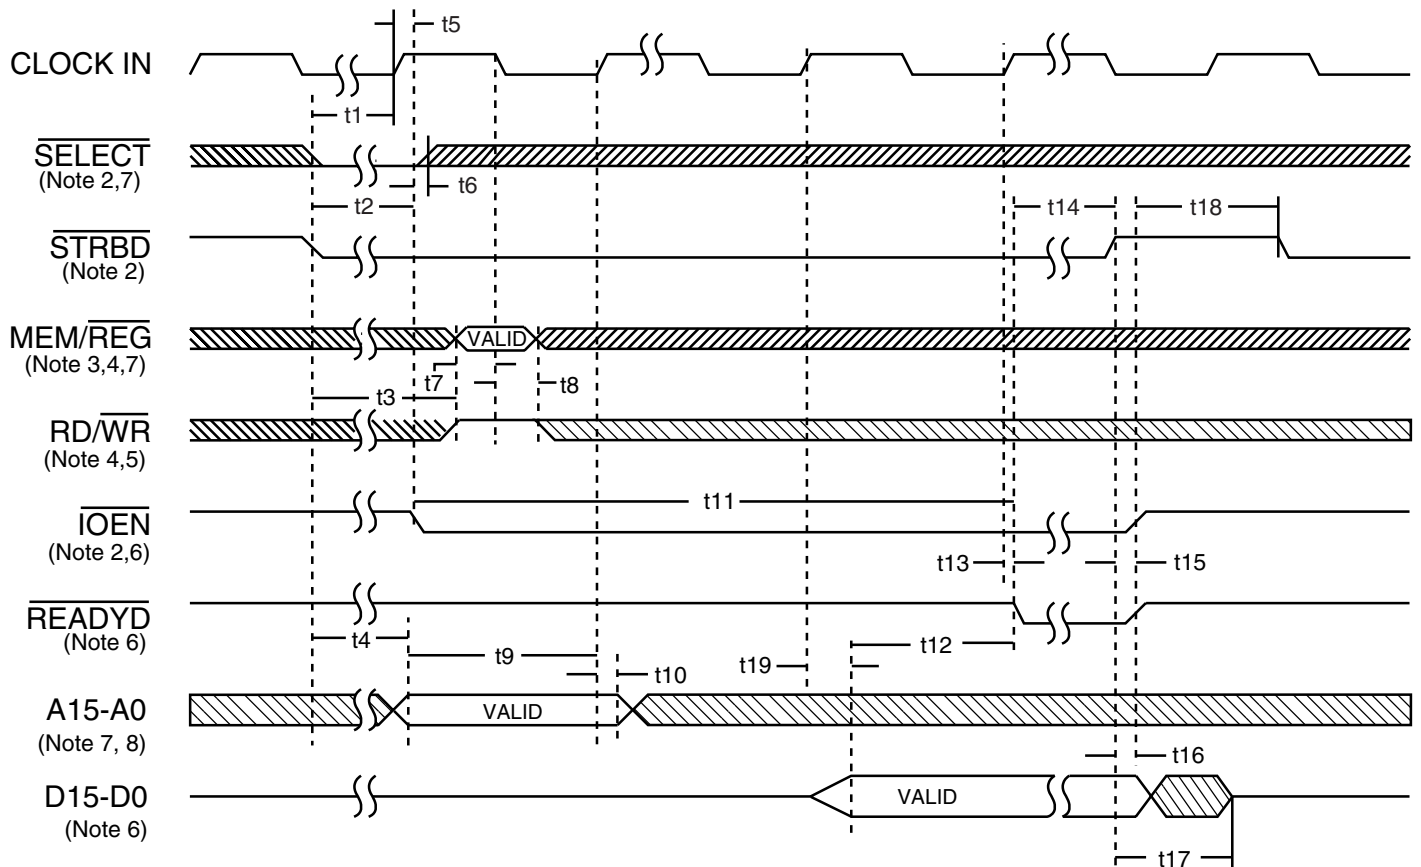 t5
CLOCK IN
t1
SELECT
(Note 2,7)
t6
t2
t14
t18
STRBD
(Note 2)
MEM/REG
VALID
(Note 3,4,7)
t7
t8
t3
RD/WR
(Note 4,5)
t11
IOEN
(Note 2,6)
t13
t15
READYD
(Note 6)
t4
t12
t9
t19
t10
A15-A0
VALID
(Note 7, 8)
t16
D15-D0
VALID
(Note 6)
t17